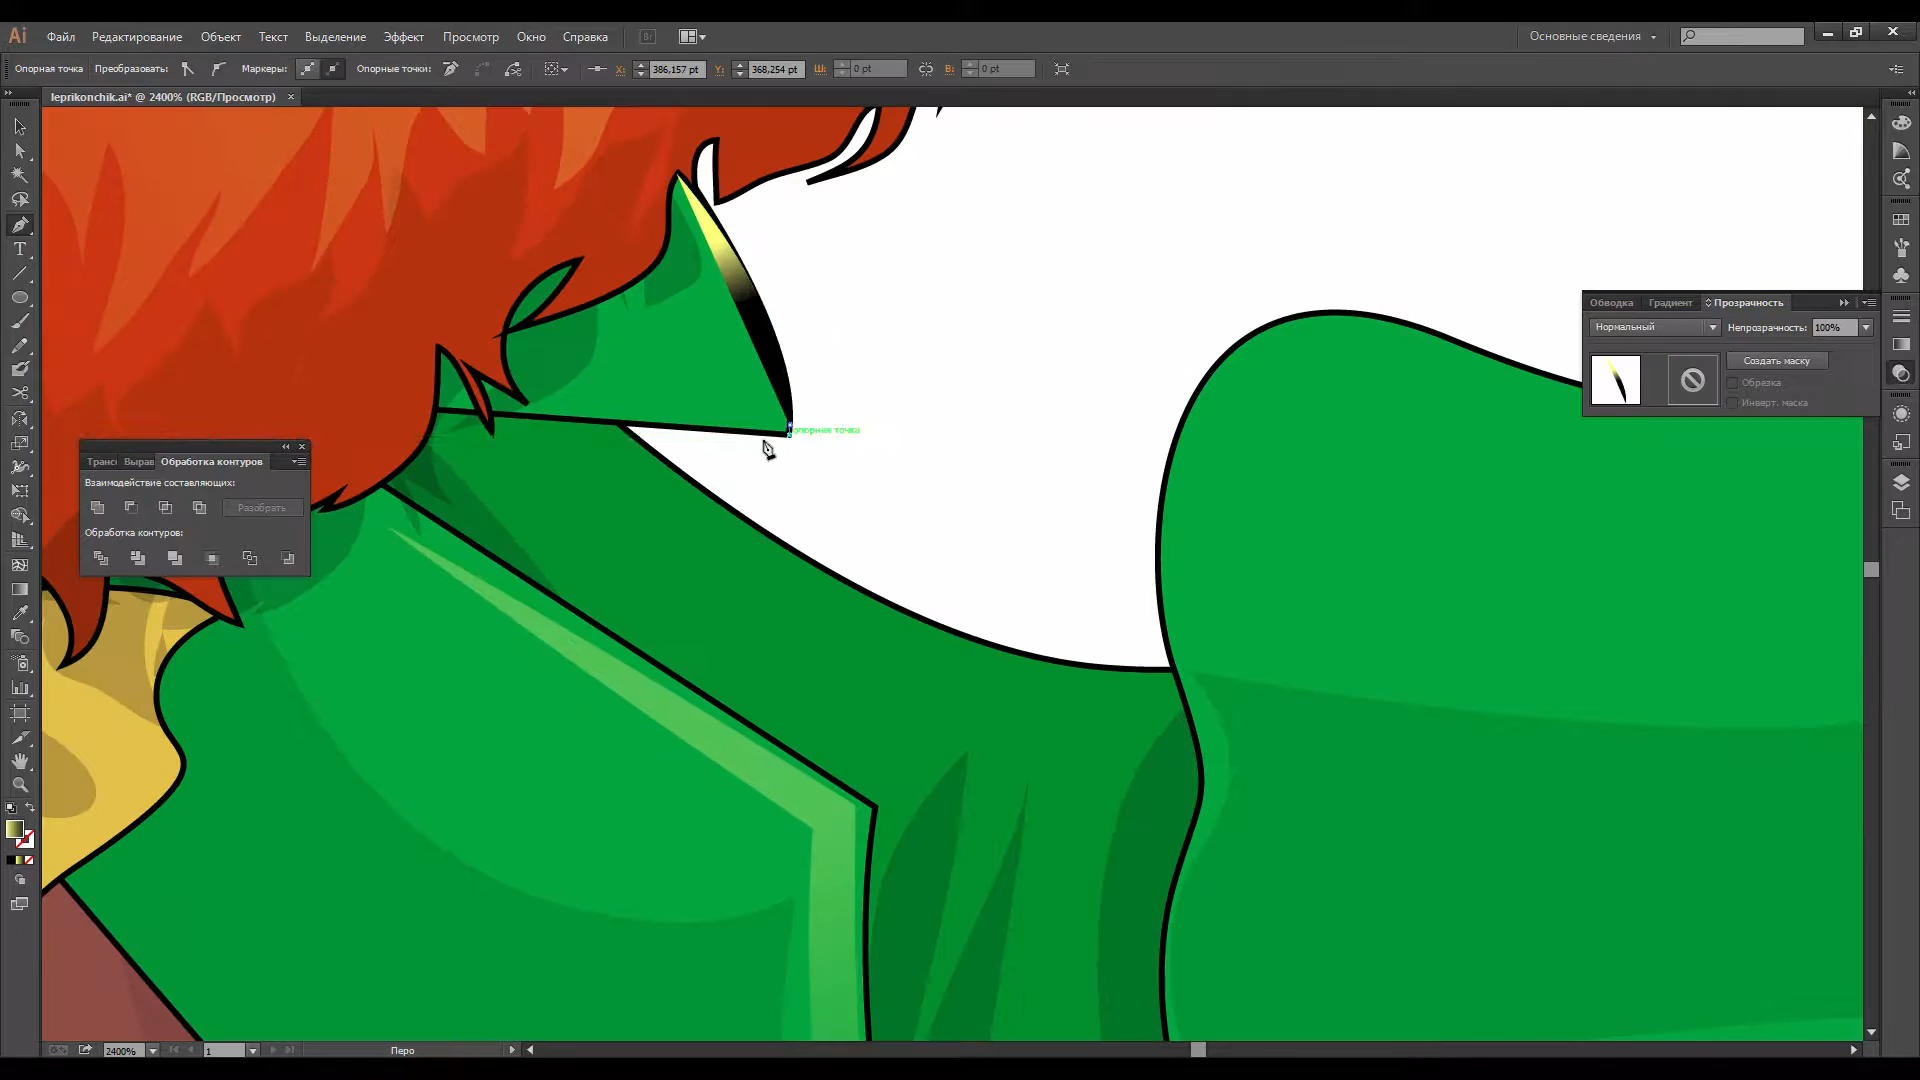 Ai Файл Редактирование Объект Текст Выделение Эффект Просмотр Окно Справка Br Основные сведения
Опорная точка Преобразовать: Маркеры: Опорные точки: X: 386,157 pt Y: 368,254 pt Ш: 0 pt В: 0 pt
leprikonchik.ai* @ 2400% (RGB/Просмотр)
Обводка Градиент Прозрачность
Нормальный Непрозрачность: 100%
Создать маску
Обрезка
Инверт. маска
опорная точка
Транс Вырав Обработка контуров
Взаимодействие составляющих:
Разобрать
Обработка контуров:
2400% 1 Перо